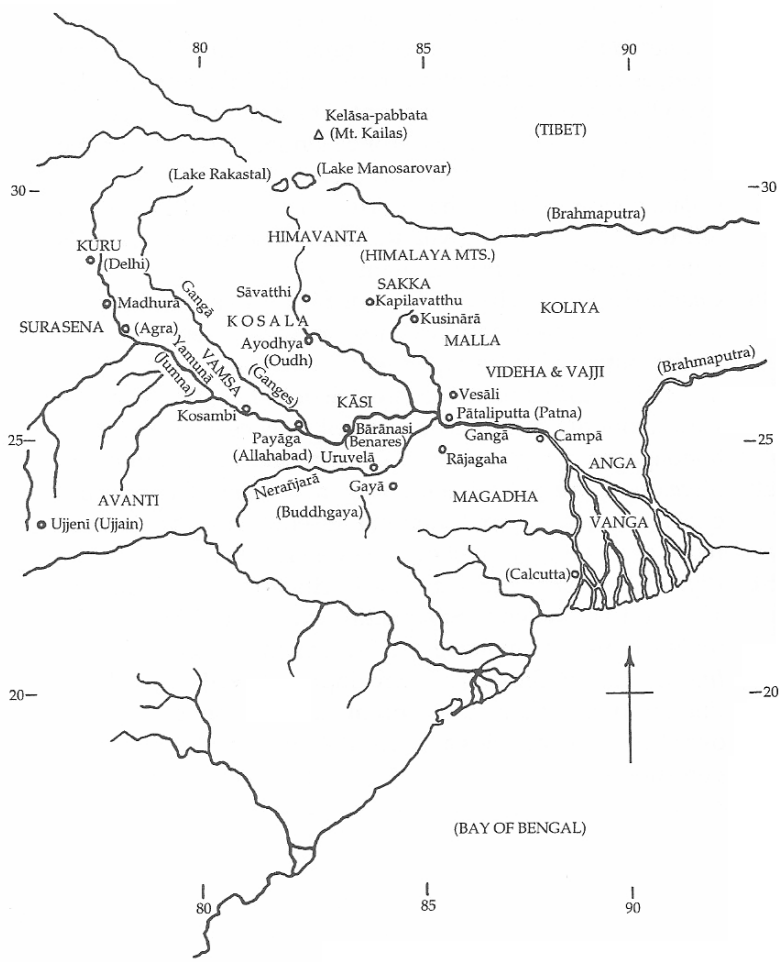 80
85
90
Kelāsa-pabbata
(Mt. Kailas)
(TIBET)
(Lake Rakastal)
(Lake Manosarovar)
30
30
(Brahmaputra)
HIMAVANTA
(HIMALAYA MTS.)
KURU
(Delhi)
SAKKA
Kapilavatthu
Sāvatthi
Gangā
KOLIYA
Madhurā
Kusinārā
SURASENA
(Agra)
KOSALA
MALLA
Ayodhya
(Oudh)
Yamunā
(Jumna)
VAMSA
(Ganges)
VIDEHA & VAJJI
(Brahmaputra)
Vesāli
KĀSI
Kosambi
Pātaliputta (Patna)
Bārānasi
(Benares)
25
Payāga
(Allahabad)
Gangā
Campā
25
Uruvelā
Rājagaha
ANGA
Nerañjarā
Gayā
AVANTI
MAGADHA
(Buddhgaya)
Ujjenī (Ujjain)
VANGA
(Calcutta)
20
20
(BAY OF BENGAL)
80
85
90